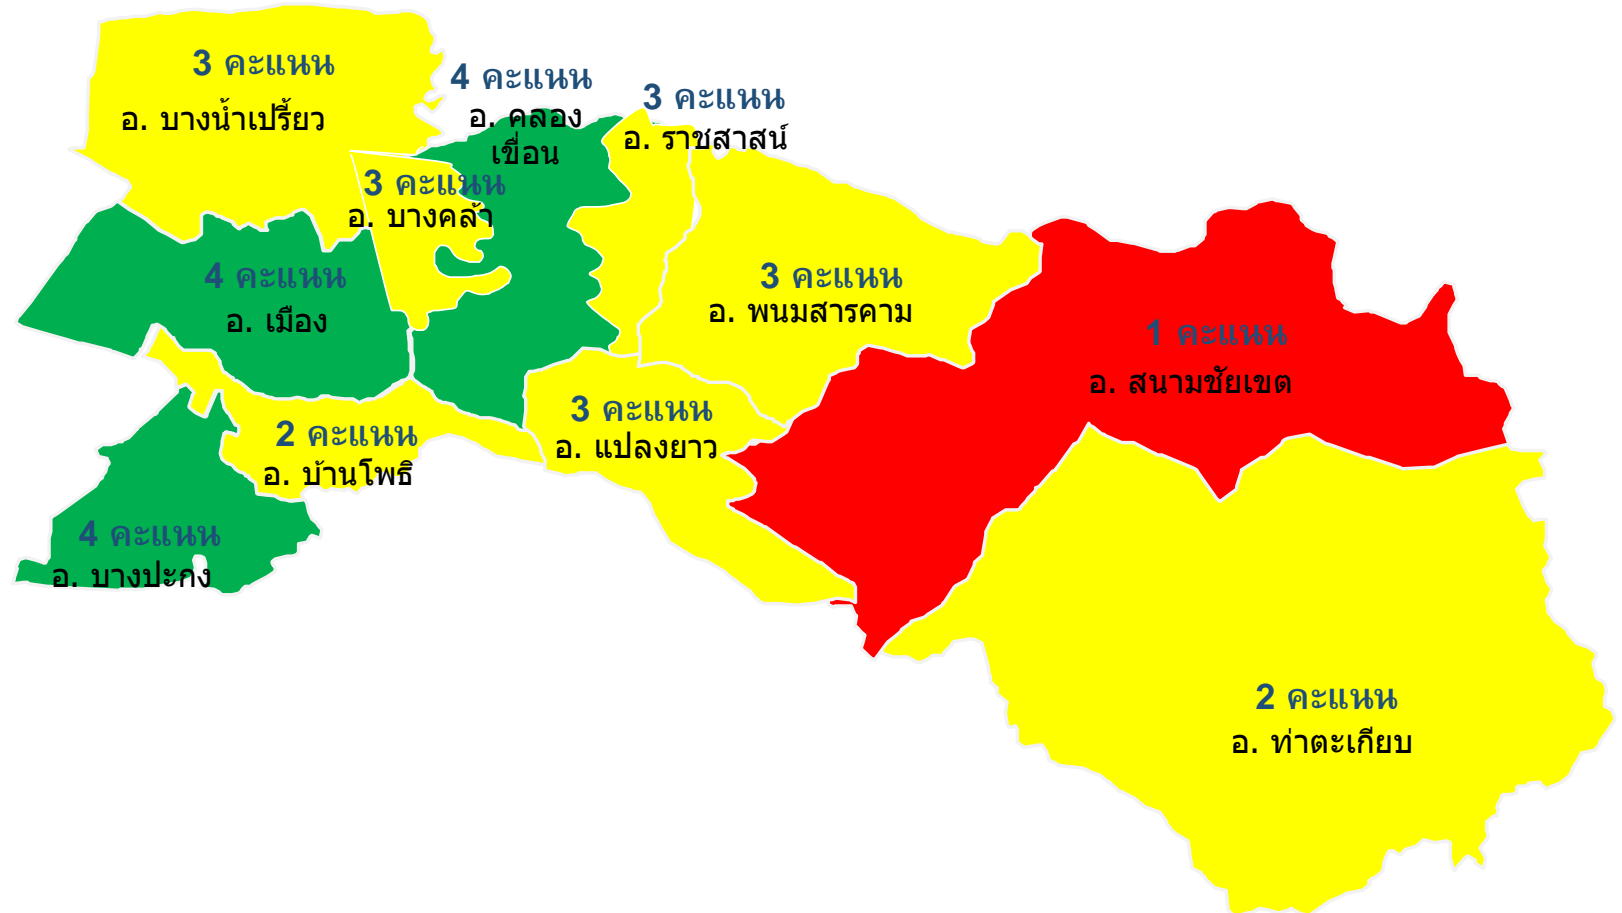 3 คะแนน
อ. บางน้ำเปรี้ยว
4 คะแนน
อ. คลอง
เขื่อน
3 คะแนน
อ. ราชสาสน์
3 คะแนน
อ. บางคล้า
4 คะแนน
อ. เมือง
3 คะแนน
อ. พนมสารคาม
1 คะแนน
อ. สนามชัยเขต
2 คะแนน
อ. บ้านโพธิ
3 คะแนน
อ. แปลงยาว
4 คะแนน
อ. บางปะกง
2 คะแนน
อ. ท่าตะเกียบ